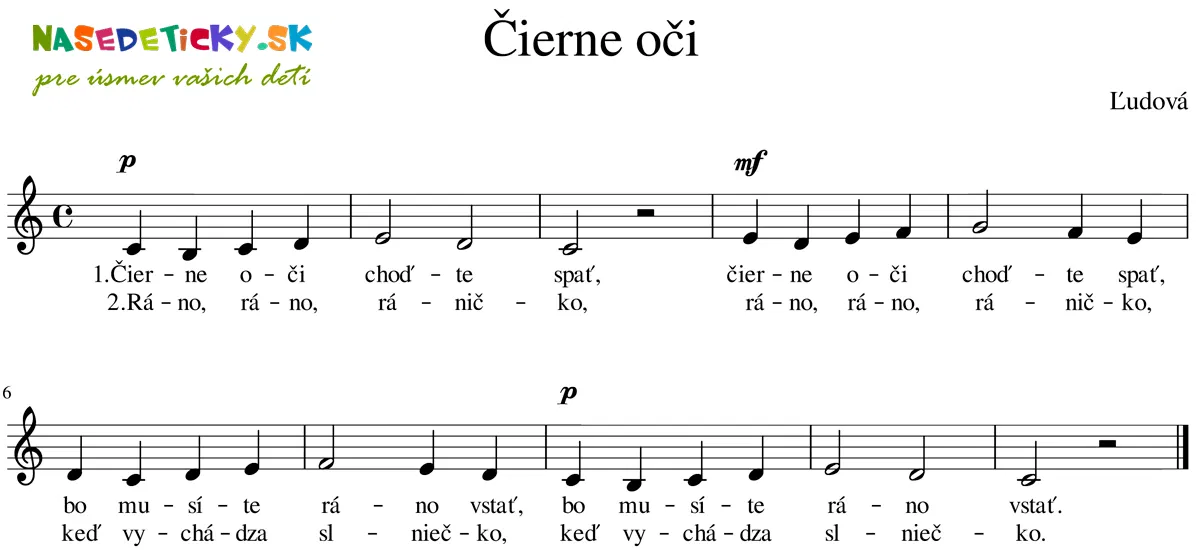 NASEDETICKY.SK
pre úsmev vašich detí
Čierne oči
Ľudová
p
mf
1.Čier – ne o – či choď – te spať, čier – ne o – či choď – te spať,
2.Rá – no, rá – no, rá – nič – ko, rá – no, rá – no, rá – nič – ko,
6
p
bo mu – sí – te rá – no vstať, bo mu – sí – te rá – no vstať.
keď vy – chá – dza sl – nieč – ko, keď vy – chá – dza sl – nieč – ko.